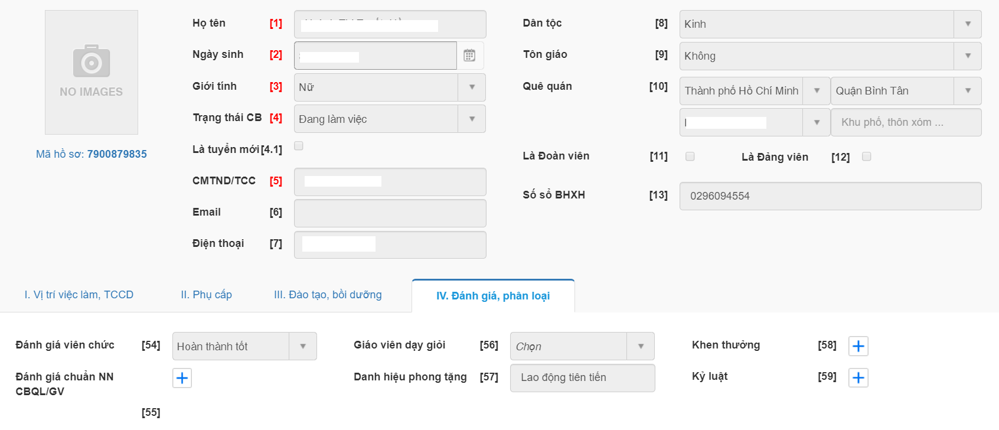 NO IMAGES
Mã hồ sơ: 7900879835
Họ tên [1]
Ngày sinh [2]
Giới tính [3] Nữ
Trạng thái CB [4] Đang làm việc
Là tuyển mới [4.1]
CMTND/TCC [5]
Email [6]
Điện thoại [7]
Dân tộc [8] Kinh
Tôn giáo [9] Không
Quê quán [10] Thành phố Hồ Chí Minh Quận Bình Tân
Khu phố, thôn xóm ...
Là Đoàn viên [11] Là Đảng viên [12]
Số sổ BHXH [13] 0296094554
I. Vị trí việc làm, TCCD II. Phụ cấp III. Đào tạo, bồi dưỡng IV. Đánh giá, phân loại
Đánh giá viên chức [54] Hoàn thành tốt Giáo viên dạy giỏi [56] Chọn Khen thưởng [58]
Đánh giá chuẩn NN Danh hiệu phong tặng [57] Lao động tiên tiến Kỷ luật [59]
CBQL/GV
[55]